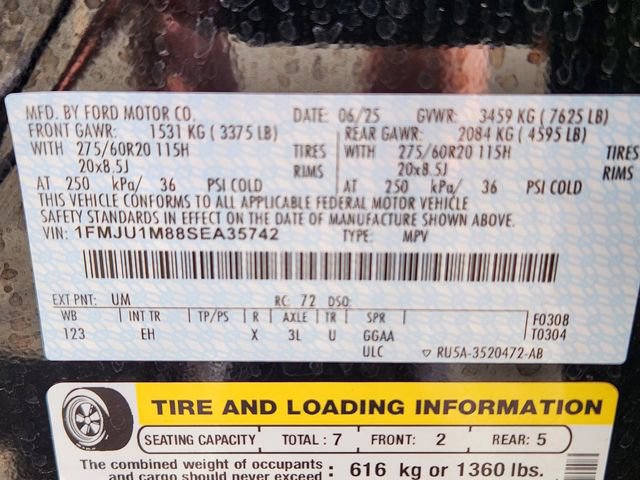 MFD. BY FORD MOTOR CO. DATE: 06/25 GVWR: 3459 KG (7625 LB)
FRONT GAWR: 1531 KG (3375 LB) REAR GAWR: 2084 KG (4595 LB)
WITH 275/60R20 115H TIRES WITH 275/60R20 115H TIRES
20x8.5J RIMS 20x8.5J RIMS
AT 250 kPa/ 36 PSI COLD AT 250 kPa/ 36 PSI COLD
THIS VEHICLE CONFORMS TO ALL APPLICABLE FEDERAL MOTOR VEHICLE
SAFETY STANDARDS IN EFFECT ON THE DATE OF MANUFACTURE SHOWN ABOVE.
VIN: 1FMJU1M88SEA35742 TYPE: MPV
EXT PNT: UM RC: 72 DSO:
WB INT TR TP/PS R AXLE TR SPR F0308
123 EH X 3L U GGAA T0304
ULC ▽ RU5A-3520472-AB
TIRE AND LOADING INFORMATION
SEATING CAPACITY TOTAL : 7 FRONT: 2 REAR: 5
The combined weight of occupants
and cargo should never exceed : 616 kg or 1360 lbs.